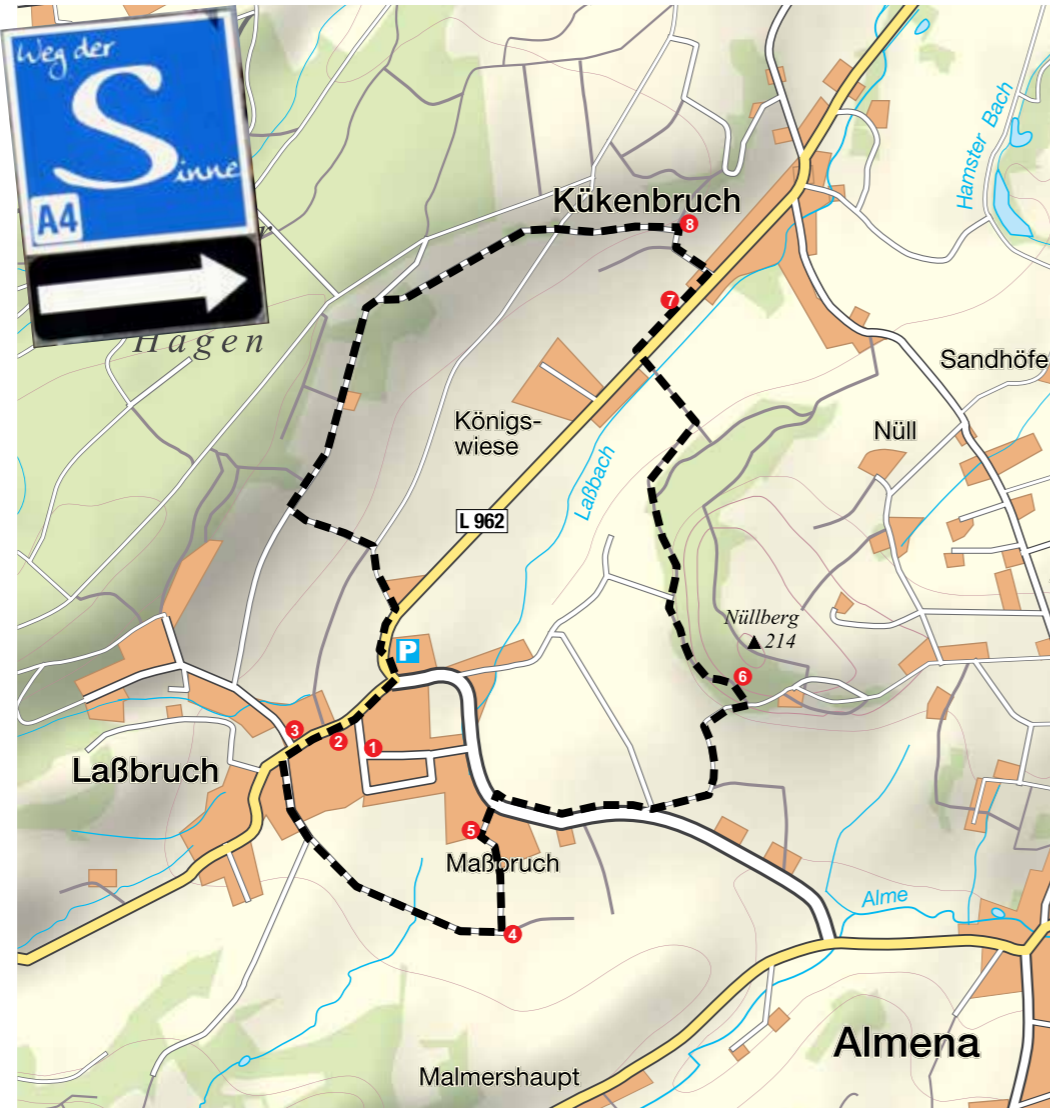 Weg der
Sinne
A4
Hagen
Kükenbruch
8
7
Hamster Bach
Sandhöfe
Königs-
wiese
Nüll
Laßbach
L 962
Nüllberg
214
P
6
3
2
1
Laßbruch
5
Maßbruch
4
Alme
Almena
Malmershaupt